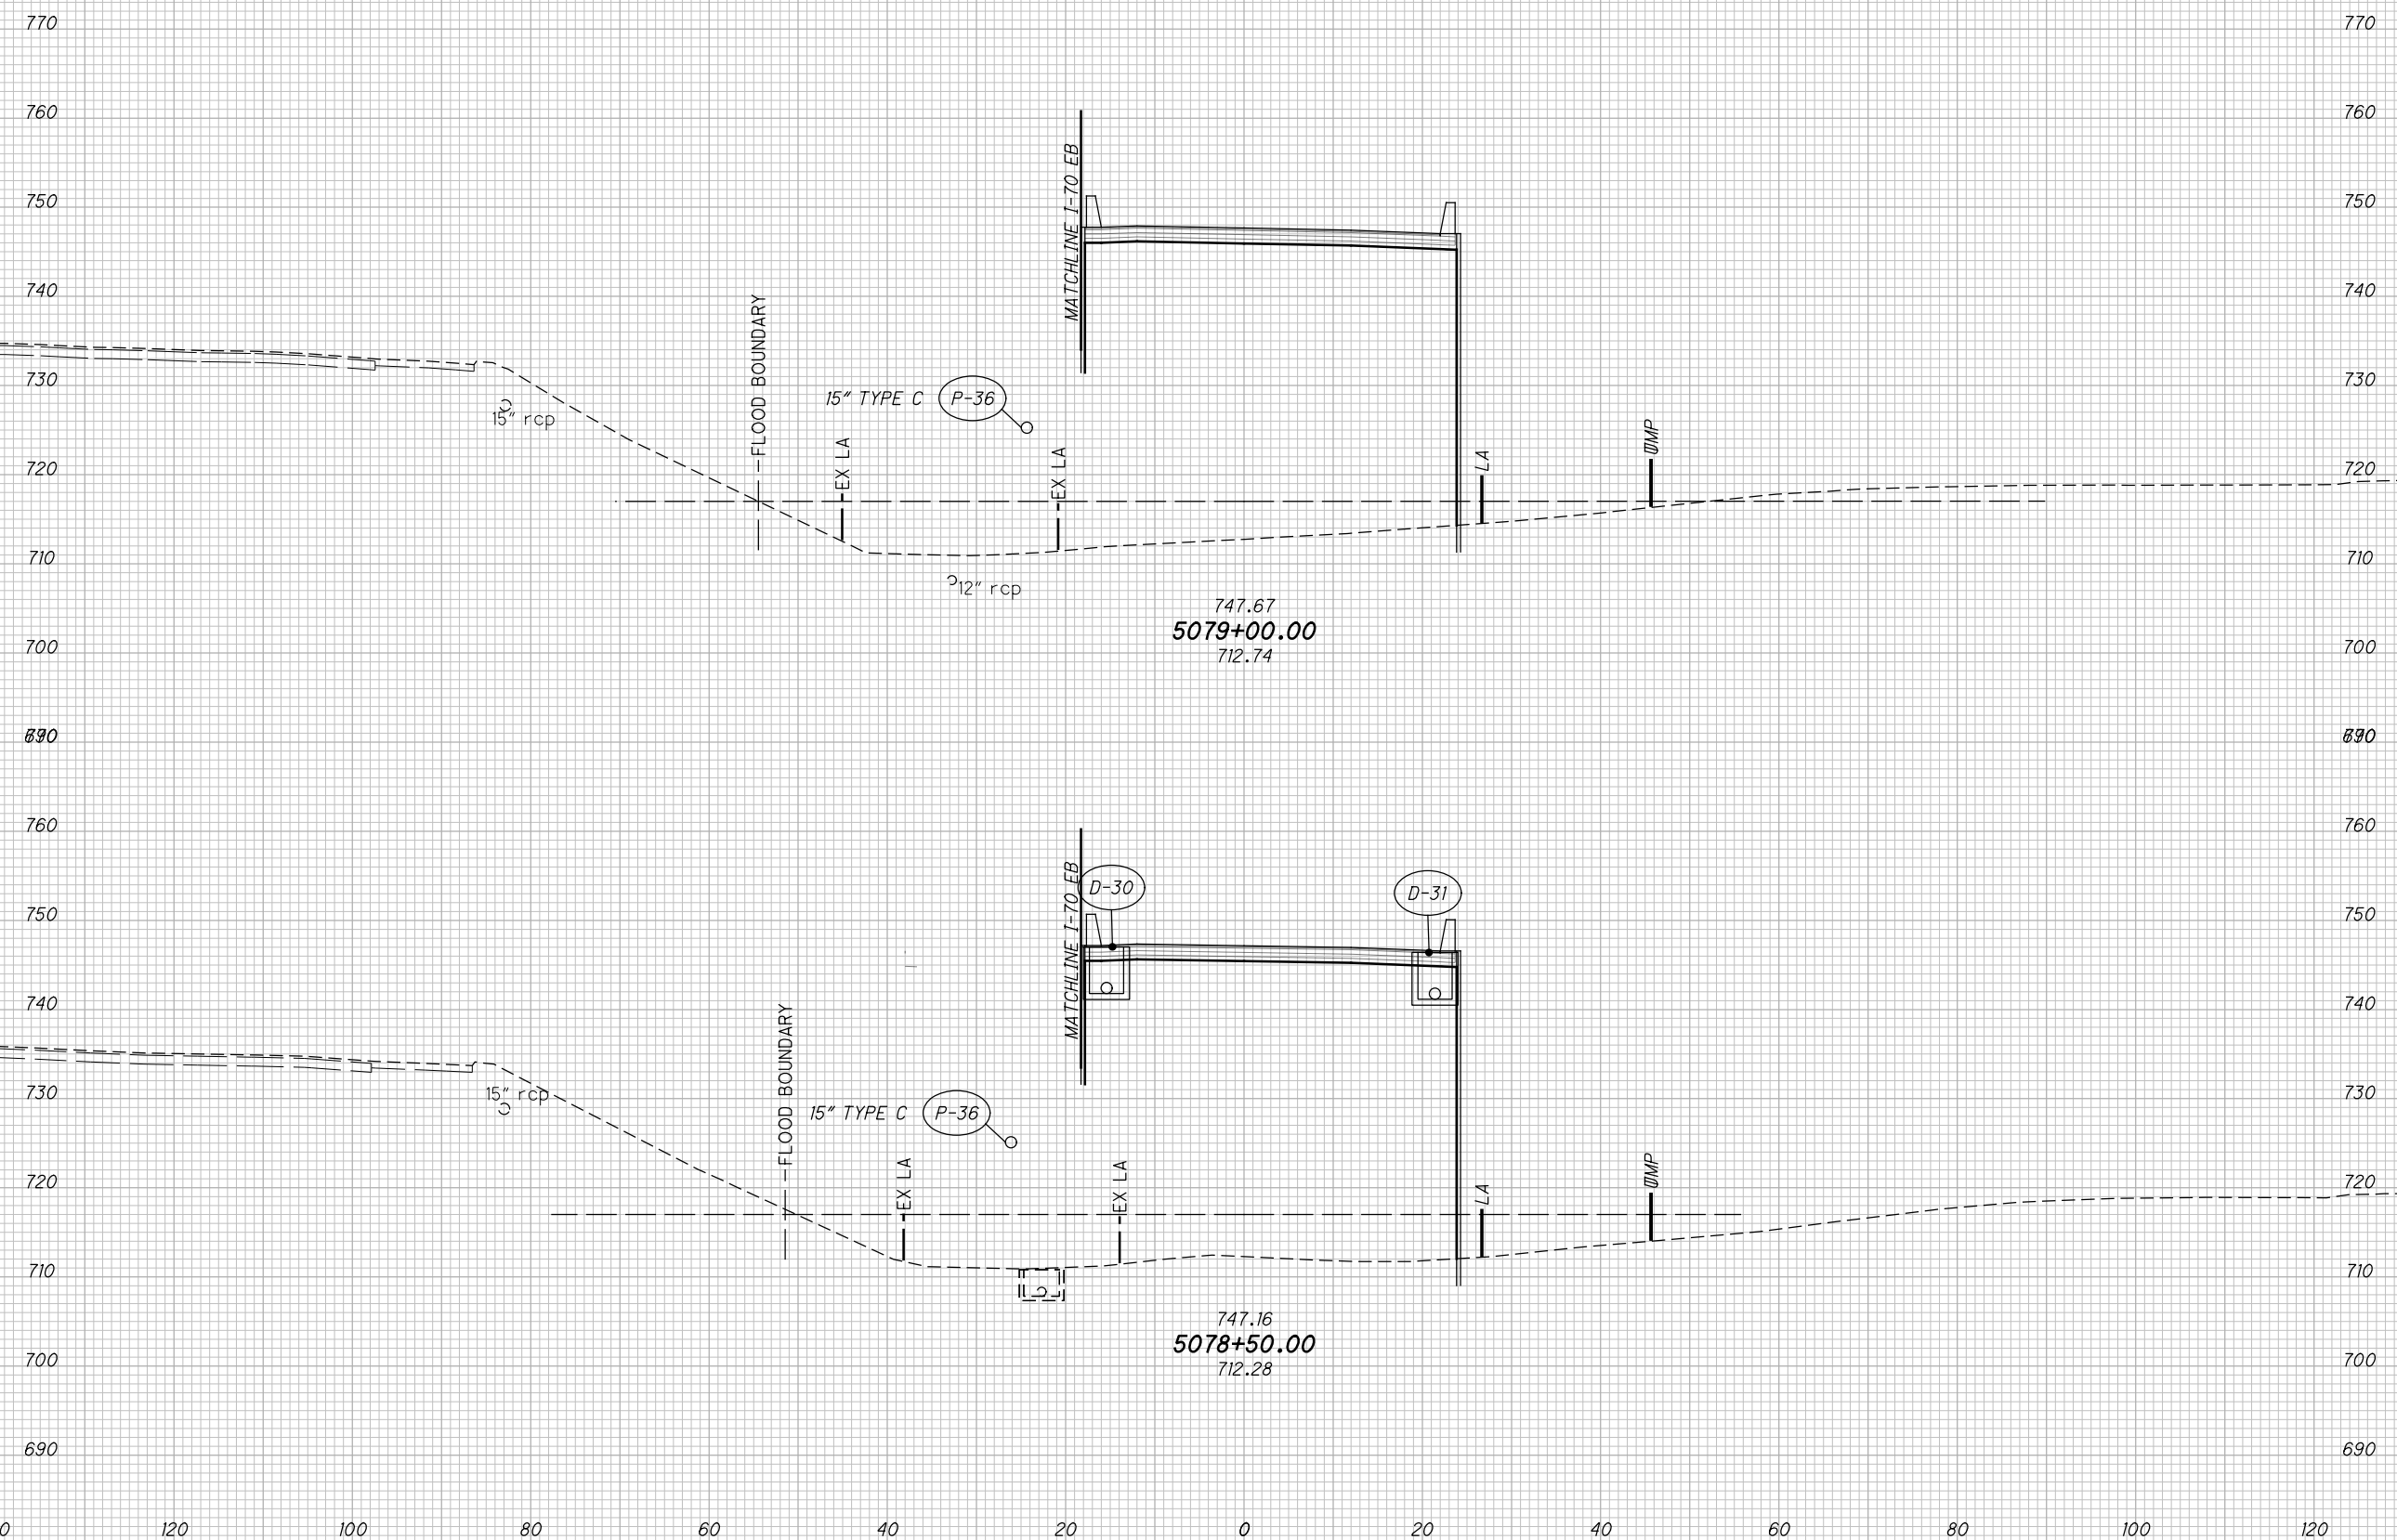 770 770
760 760
MATCHLINE I-70 EB
750 750
740 740
FLOOD BOUNDARY
730 730
15" TYPE C P-36
15" rcp
EX LA
EX LA
LA
720 720
710 710
12" rcp
747.67
5079+00.00
712.74
700 700
760 760
MATCHLINE I-70 EB
D-30
D-31
750 750
740 740
FLOOD BOUNDARY
730 730
15" rcp
15" TYPE C P-36
EX LA
EX LA
LA
720 720
710 710
747.16
5078+50.00
712.28
700 700
690 690
0 120 100 80 60 40 20 0 20 40 60 80 100 120